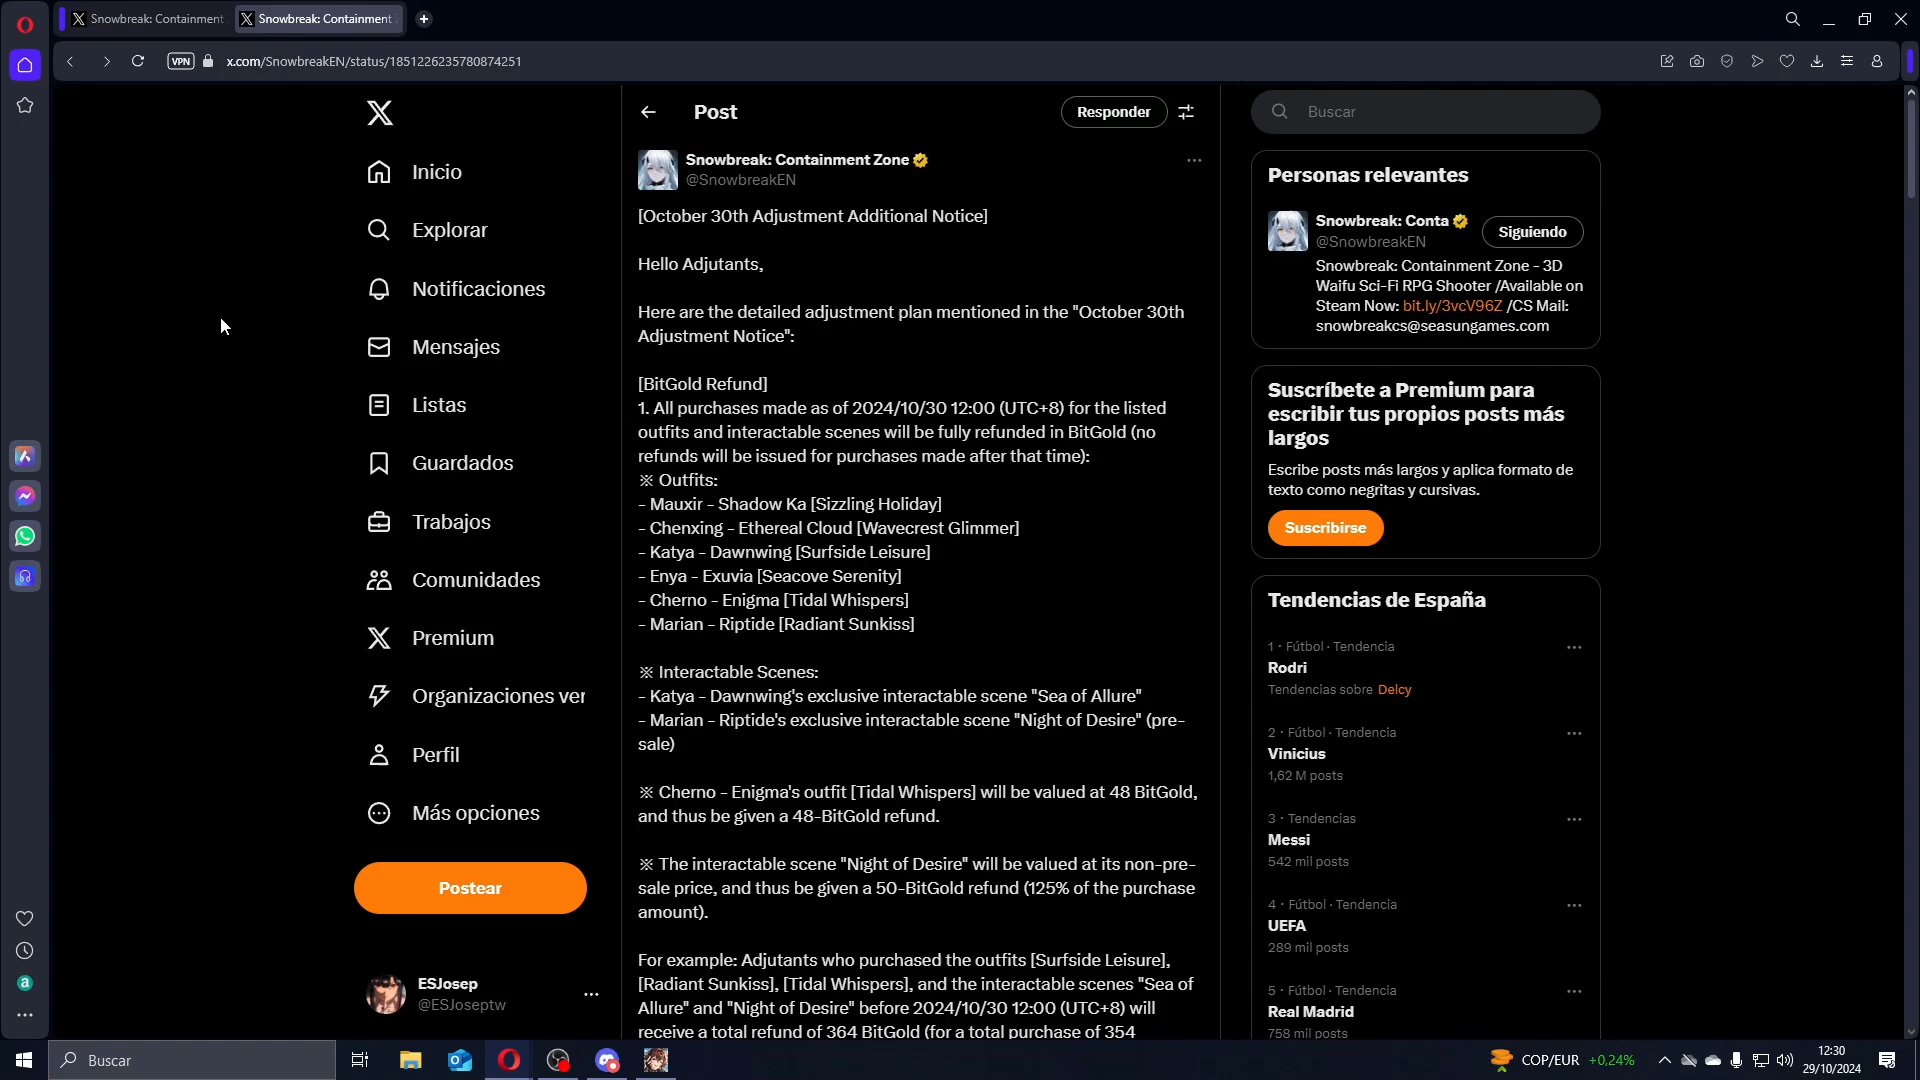 Snowbreak: Containment
Snowbreak: Containment
VPN
x.com/SnowbreakEN/status/1851226235780874251
Inicio
Explorar
Notificaciones
Mensajes
Listas
Guardados
Trabajos
Comunidades
Premium
Organizaciones ver
Perfil
Más opciones
Postear
ESJosep
@ESJoseptw
Post
Responder
Snowbreak: Containment Zone
@SnowbreakEN
[October 30th Adjustment Additional Notice]
Hello Adjutants,
Here are the detailed adjustment plan mentioned in the "October 30th
Adjustment Notice":
[BitGold Refund]
1. All purchases made as of 2024/10/30 12:00 (UTC+8) for the listed
outfits and interactable scenes will be fully refunded in BitGold (no
refunds will be issued for purchases made after that time):
※ Outfits:
- Mauxir - Shadow Ka [Sizzling Holiday]
- Chenxing - Ethereal Cloud [Wavecrest Glimmer]
- Katya - Dawnwing [Surfside Leisure]
- Enya - Exuvia [Seacove Serenity]
- Cherno - Enigma [Tidal Whispers]
- Marian - Riptide [Radiant Sunkiss]
※ Interactable Scenes:
- Katya - Dawnwing's exclusive interactable scene "Sea of Allure"
- Marian - Riptide's exclusive interactable scene "Night of Desire" (pre-
sale)
※ Cherno - Enigma's outfit [Tidal Whispers] will be valued at 48 BitGold,
and thus be given a 48-BitGold refund.
※ The interactable scene "Night of Desire" will be valued at its non-pre-
sale price, and thus be given a 50-BitGold refund (125% of the purchase
amount).
For example: Adjutants who purchased the outfits [Surfside Leisure],
[Radiant Sunkiss], [Tidal Whispers], and the interactable scenes "Sea of
Allure" and "Night of Desire" before 2024/10/30 12:00 (UTC+8) will
receive a total refund of 364 BitGold (for a total purchase of 354
Buscar
Personas relevantes
Snowbreak: Conta
@SnowbreakEN
Siguiendo
Snowbreak: Containment Zone - 3D
Waifu Sci-Fi RPG Shooter /Available on
Steam Now: bit.ly/3vcV96Z /CS Mail:
snowbreakcs@seasungames.com
Suscríbete a Premium para
escribir tus propios posts más
largos
Escribe posts más largos y aplica formato de
texto como negritas y cursivas.
Suscribirse
Tendencias de España
1 · Fútbol · Tendencia
Rodri
Tendencias sobre Delcy
2 · Fútbol · Tendencia
Vinicius
1,62 M posts
3 · Tendencias
Messi
542 mil posts
4 · Fútbol · Tendencia
UEFA
289 mil posts
5 · Fútbol · Tendencia
Real Madrid
758 mil posts
Buscar
COP/EUR +0,24%
12:30
29/10/2024